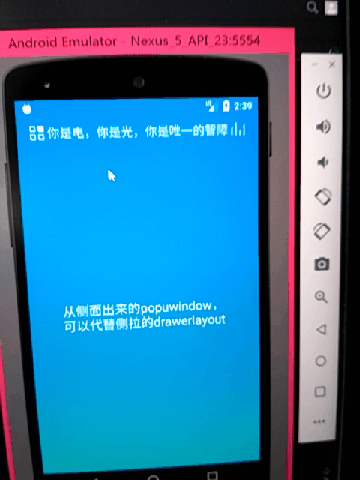 Android Emulator - Nexus_5_API_23:5554
2:39
你是电，你是光，你是唯一的智障
从侧面出来的popuwindow，
可以代替侧拉的drawerlayout